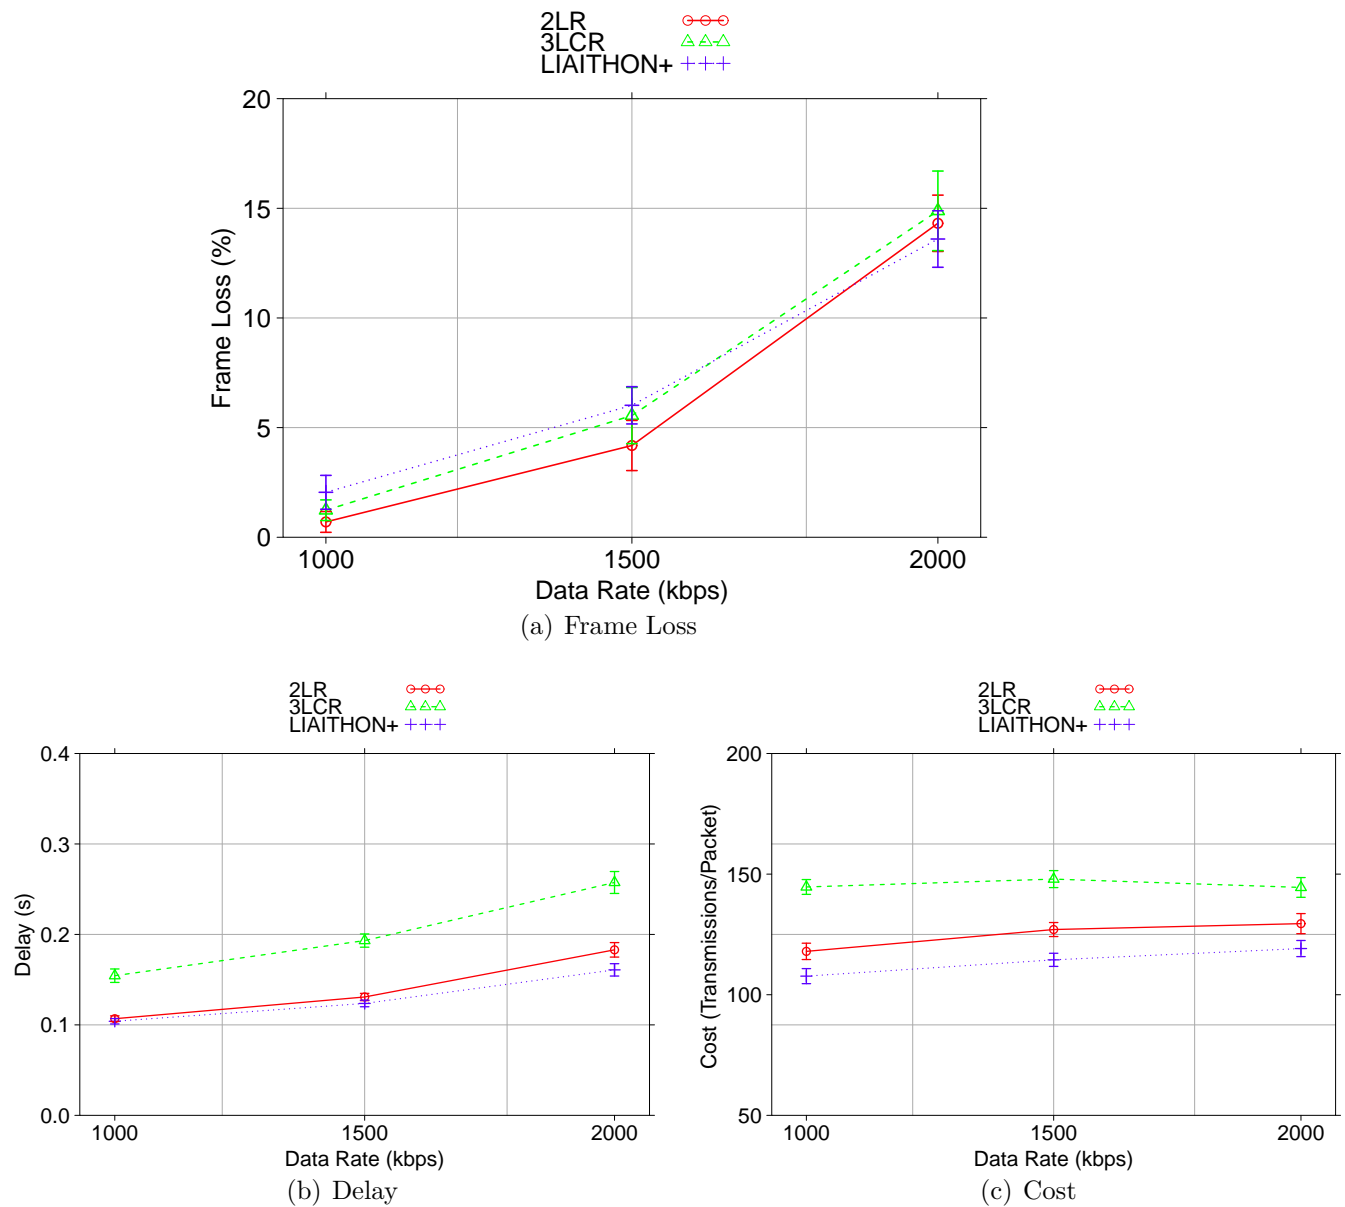 2LR
3LCR
LIAITHON+
20
15
10
5
0
Frame Loss (%)
1000 1500 2000
Data Rate (kbps)
(a) Frame Loss
2LR
3LCR
LIAITHON+
0.4
0.3
0.2
0.1
0.0
Delay (s)
1000 1500 2000
Data Rate (kbps)
(b) Delay
2LR
3LCR
LIAITHON+
200
150
100
50
Cost (Transmissions/Packet)
1000 1500 2000
Data Rate (kbps)
(c) Cost